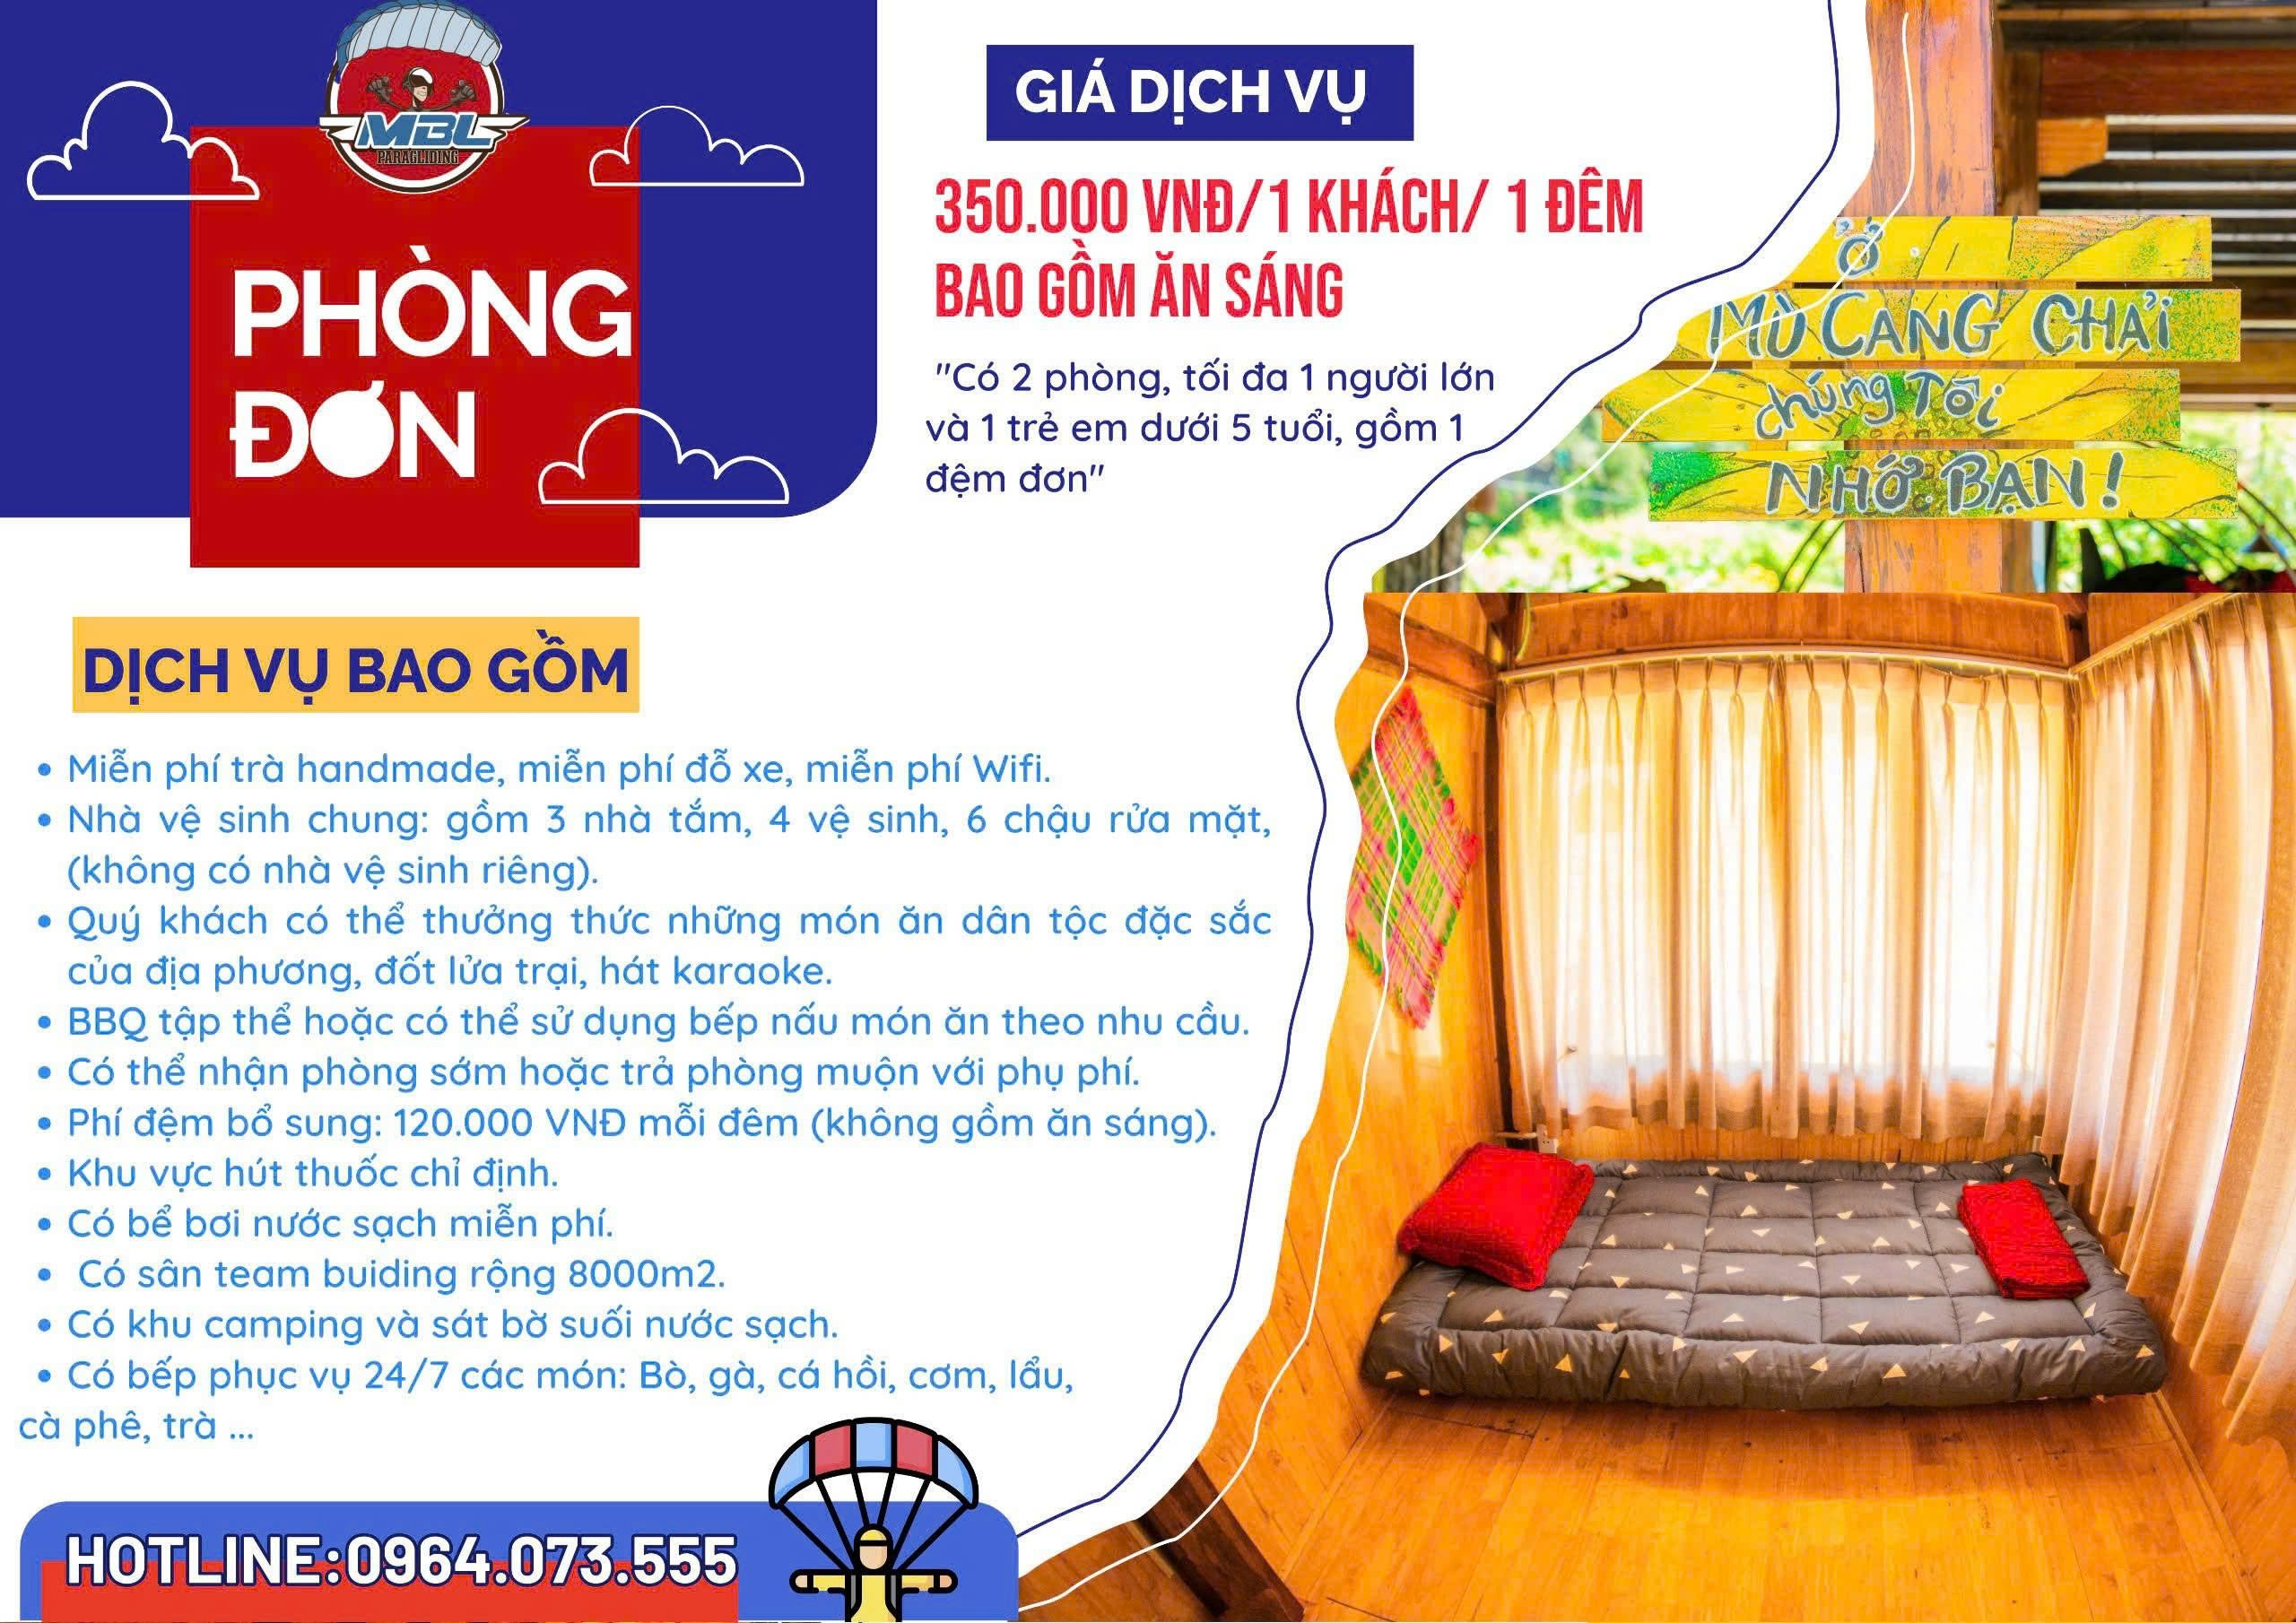 MBL
PARAGLIDING
PHÒNG
ĐƠN
GIÁ DỊCH VỤ
350.000 VNĐ/1 KHÁCH/ 1 ĐÊM
BAO GỒM ĂN SÁNG
"Có 2 phòng, tối đa 1 người lớn
và 1 trẻ em dưới 5 tuổi, gồm 1
đệm đơn"
Ở
MÙ CANG CHẢI
chúng Tôi
NHỚ BẠN!
DỊCH VỤ BAO GỒM
• Miễn phí trà handmade, miễn phí đỗ xe, miễn phí Wifi.
• Nhà vệ sinh chung: gồm 3 nhà tắm, 4 vệ sinh, 6 chậu rửa mặt,
(không có nhà vệ sinh riêng).
• Quý khách có thể thưởng thức những món ăn dân tộc đặc sắc
của địa phương, đốt lửa trại, hát karaoke.
• BBQ tập thể hoặc có thể sử dụng bếp nấu món ăn theo nhu cầu.
• Có thể nhận phòng sớm hoặc trả phòng muộn với phụ phí.
• Phí đệm bổ sung: 120.000 VNĐ mỗi đêm (không gồm ăn sáng).
• Khu vực hút thuốc chỉ định.
• Có bể bơi nước sạch miễn phí.
• Có sân team buiding rộng 8000m2.
• Có khu camping và sát bờ suối nước sạch.
• Có bếp phục vụ 24/7 các món: Bò, gà, cá hồi, cơm, lẩu,
cà phê, trà ...
HOTLINE:0964.073.555